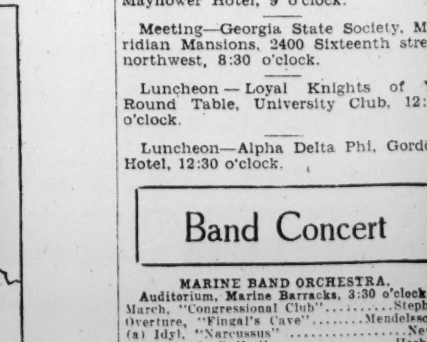 Mayflower Hotel, 9 o'clock.
Meeting—Georgia State Society, M
ridian Mansions, 2400 Sixteenth stre
northwest, 8:30 o'clock.
Luncheon — Loyal Knights of
Round Table, University Club, 12:
o'clock.
Luncheon—Alpha Delta Phi, Gord
Hotel, 12:30 o'clock.
Band Concert
MARINE BAND ORCHESTRA.
Auditorium, Marine Barracks, 3:30 o'clock
March, "Congressional Club"........Steph
Overture, "Fingal's Cave".......Mendelssc
(a) Idyl, "Narcussus"..................Ne